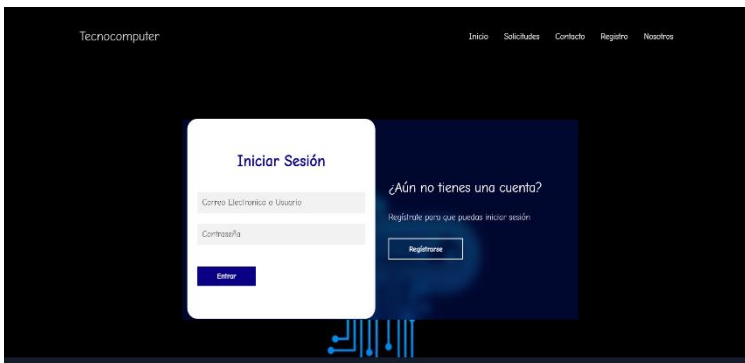 Tecnocomputer
Inicio Solicitudes Contacto Registro Nosotros
Iniciar Sesión
Correo Electronico o Usuario
Contraseña
Entrar
¿Aún no tienes una cuenta?
Regístrate para que puedas iniciar sesión
Regístrarse